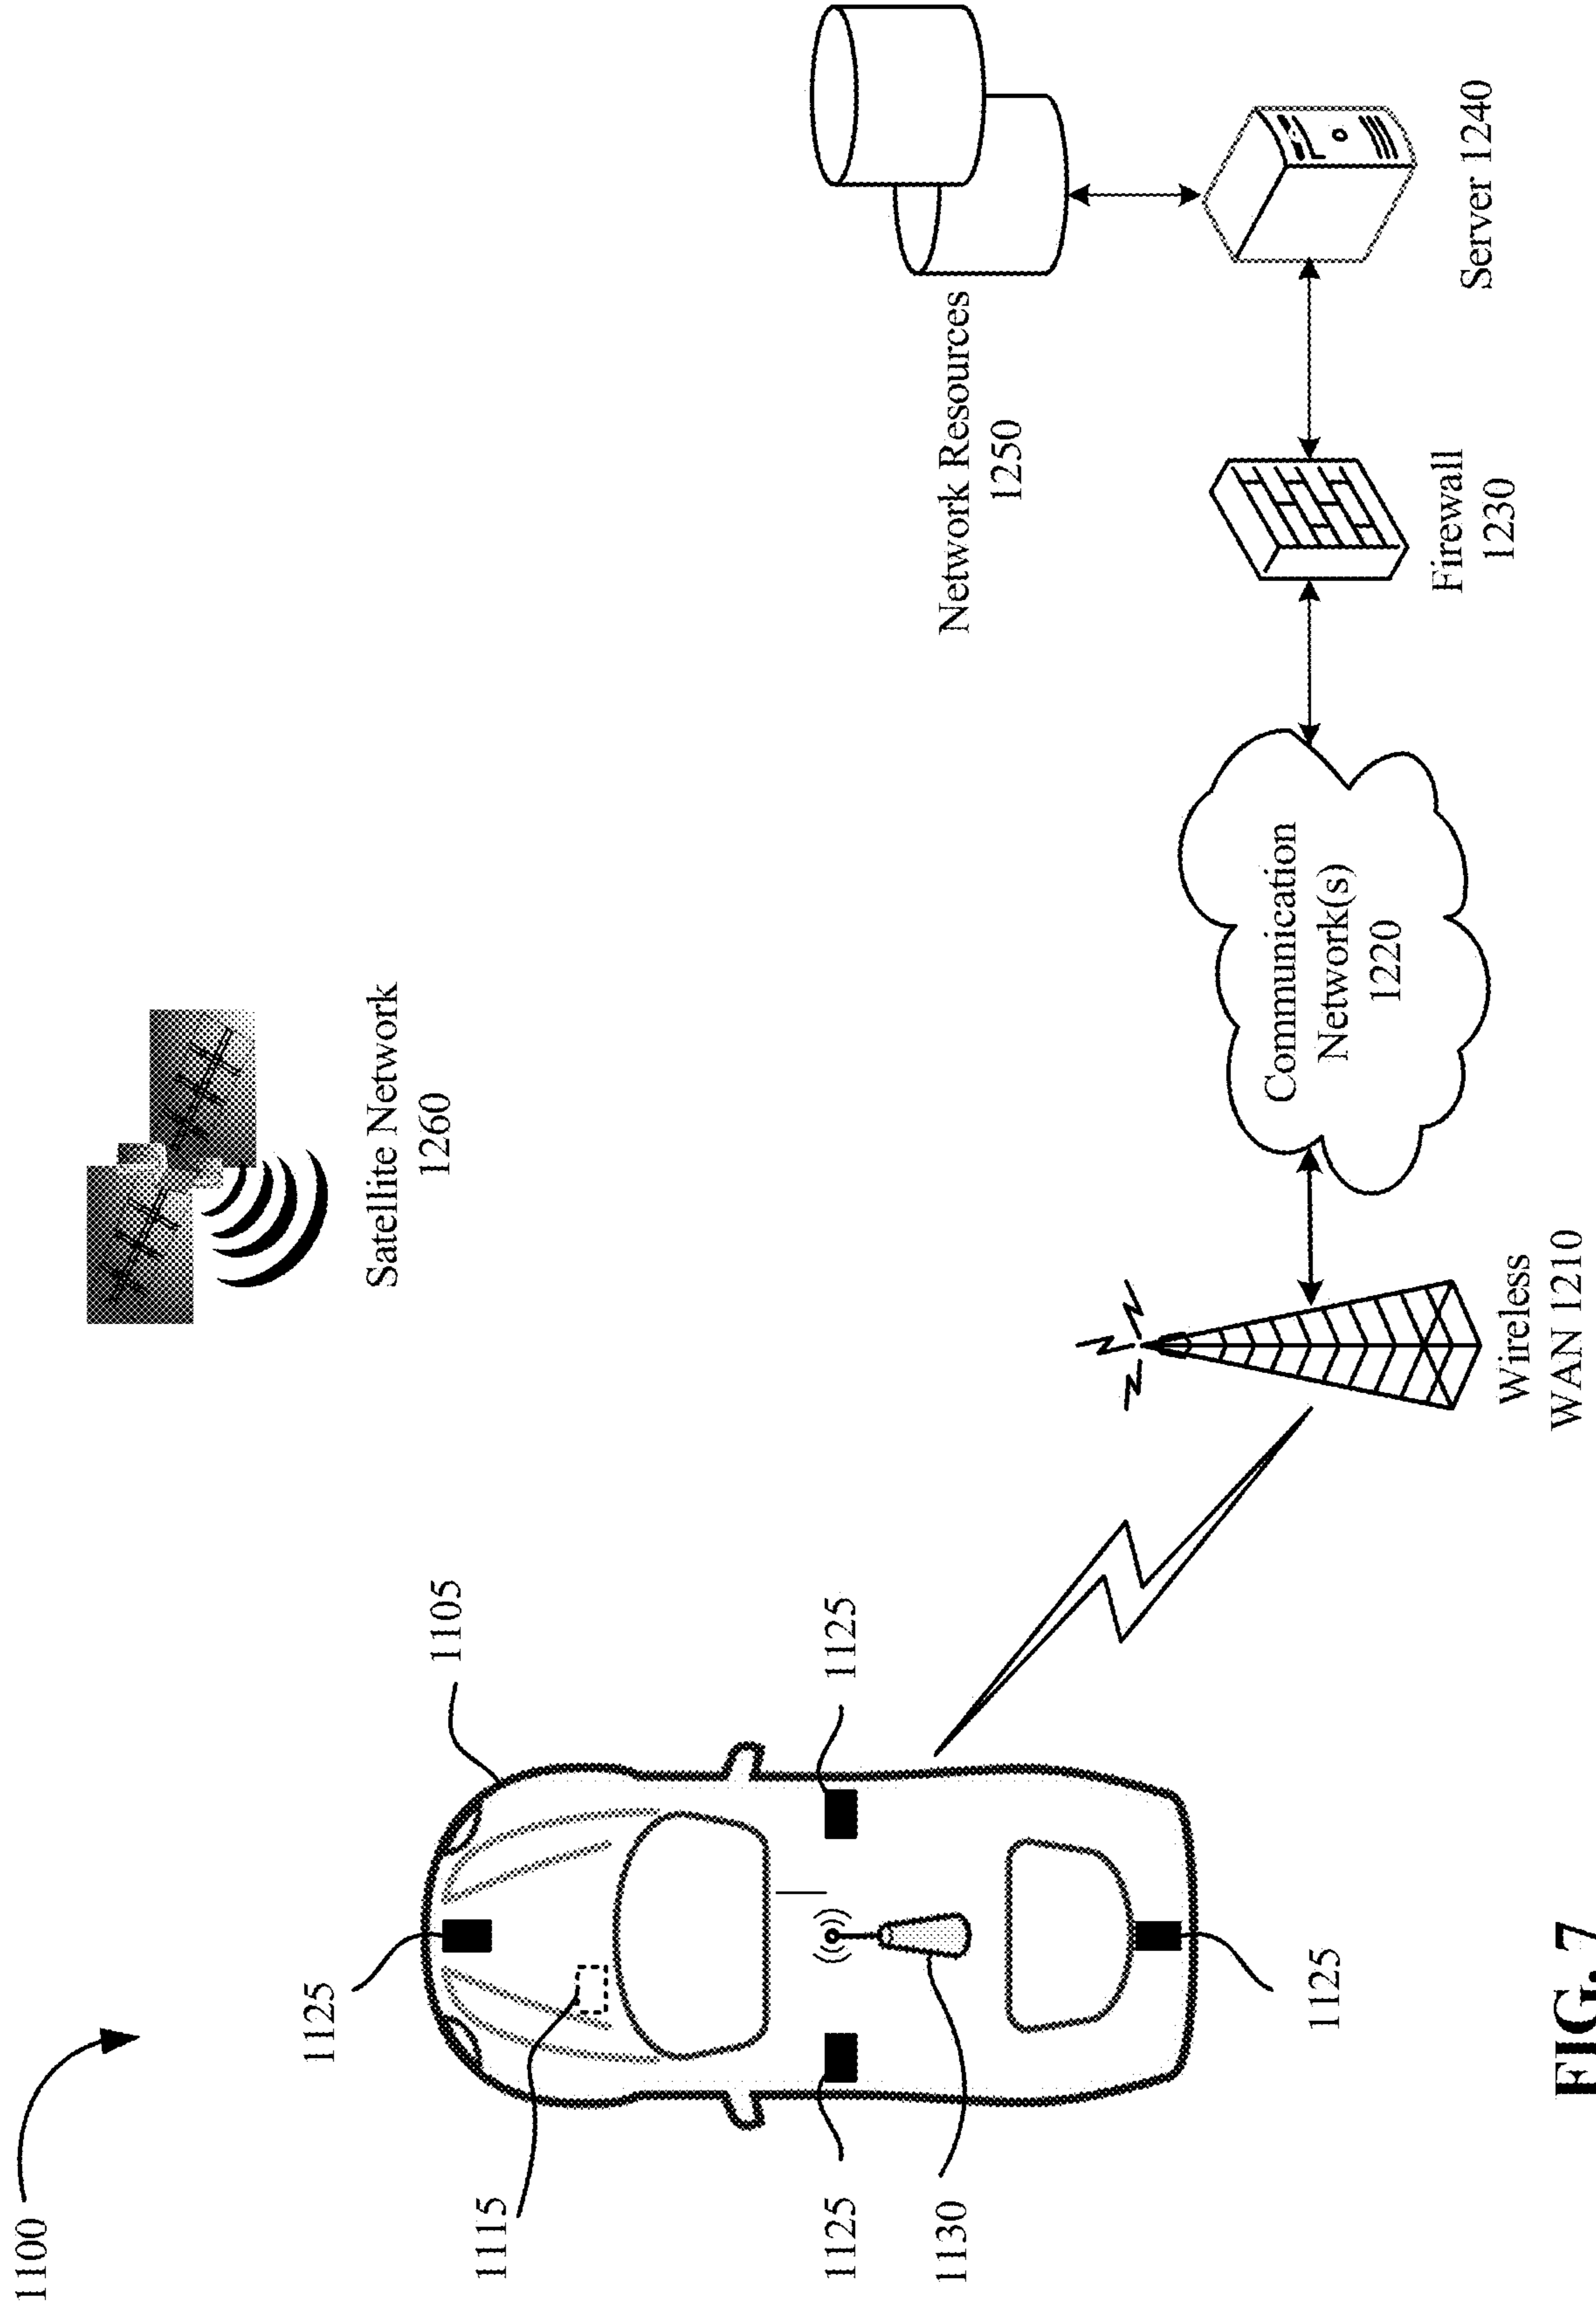 1100
1125
1105
1115
1125
1125
1130
1125
Satellite Network
1260
Wireless
WAN 1210
Communication
Network(s)
1220
Firewall
1230
Server 1240
Network Resources
1250
FIG. 7